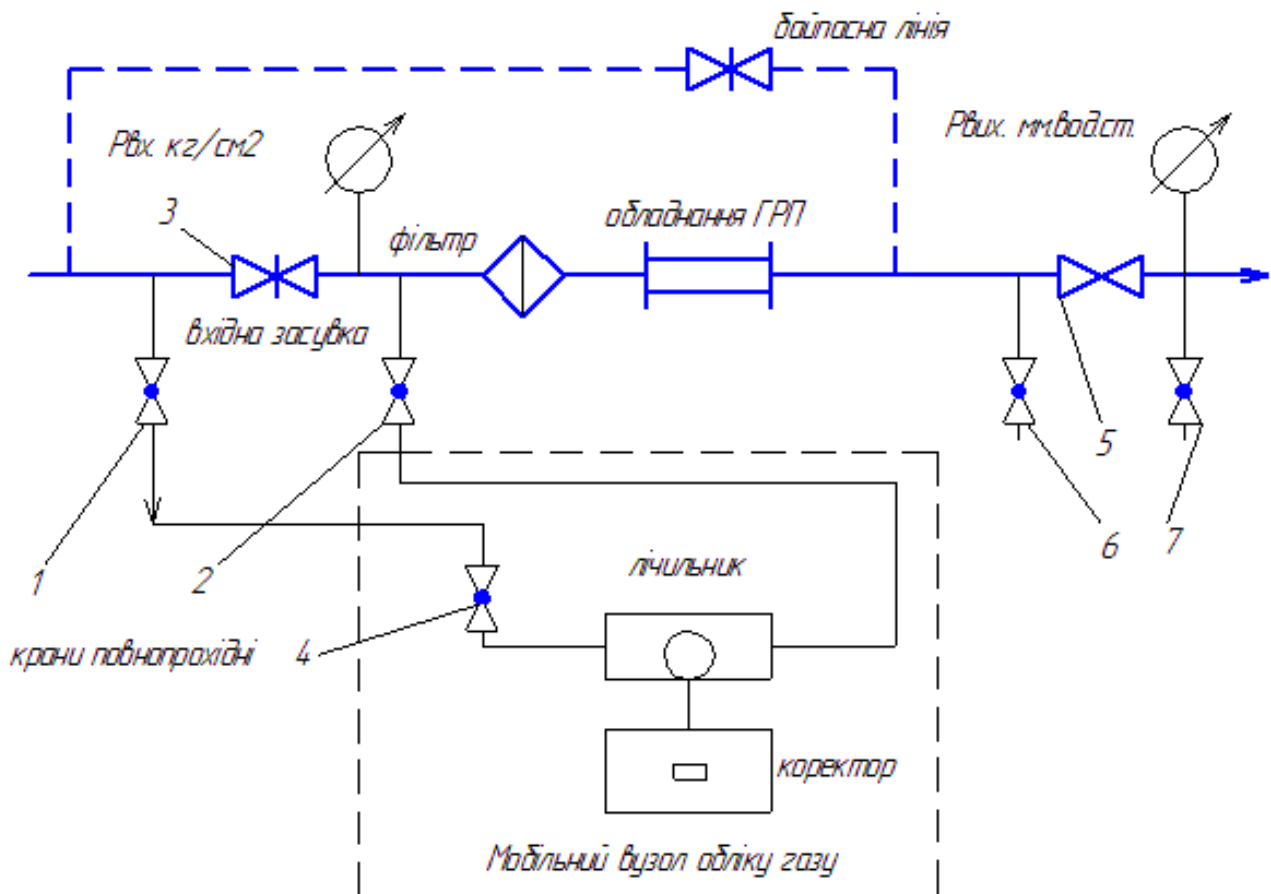 байпасна лінія
Рвх. кг/см2
Рвих. мм.вод.ст.
3
фільтр
обладнання ГРП
вхідна засувка
1
2
5
6
7
лічильник
крани повнопрохідні
4
коректор
Мобільний вузол обліку газу